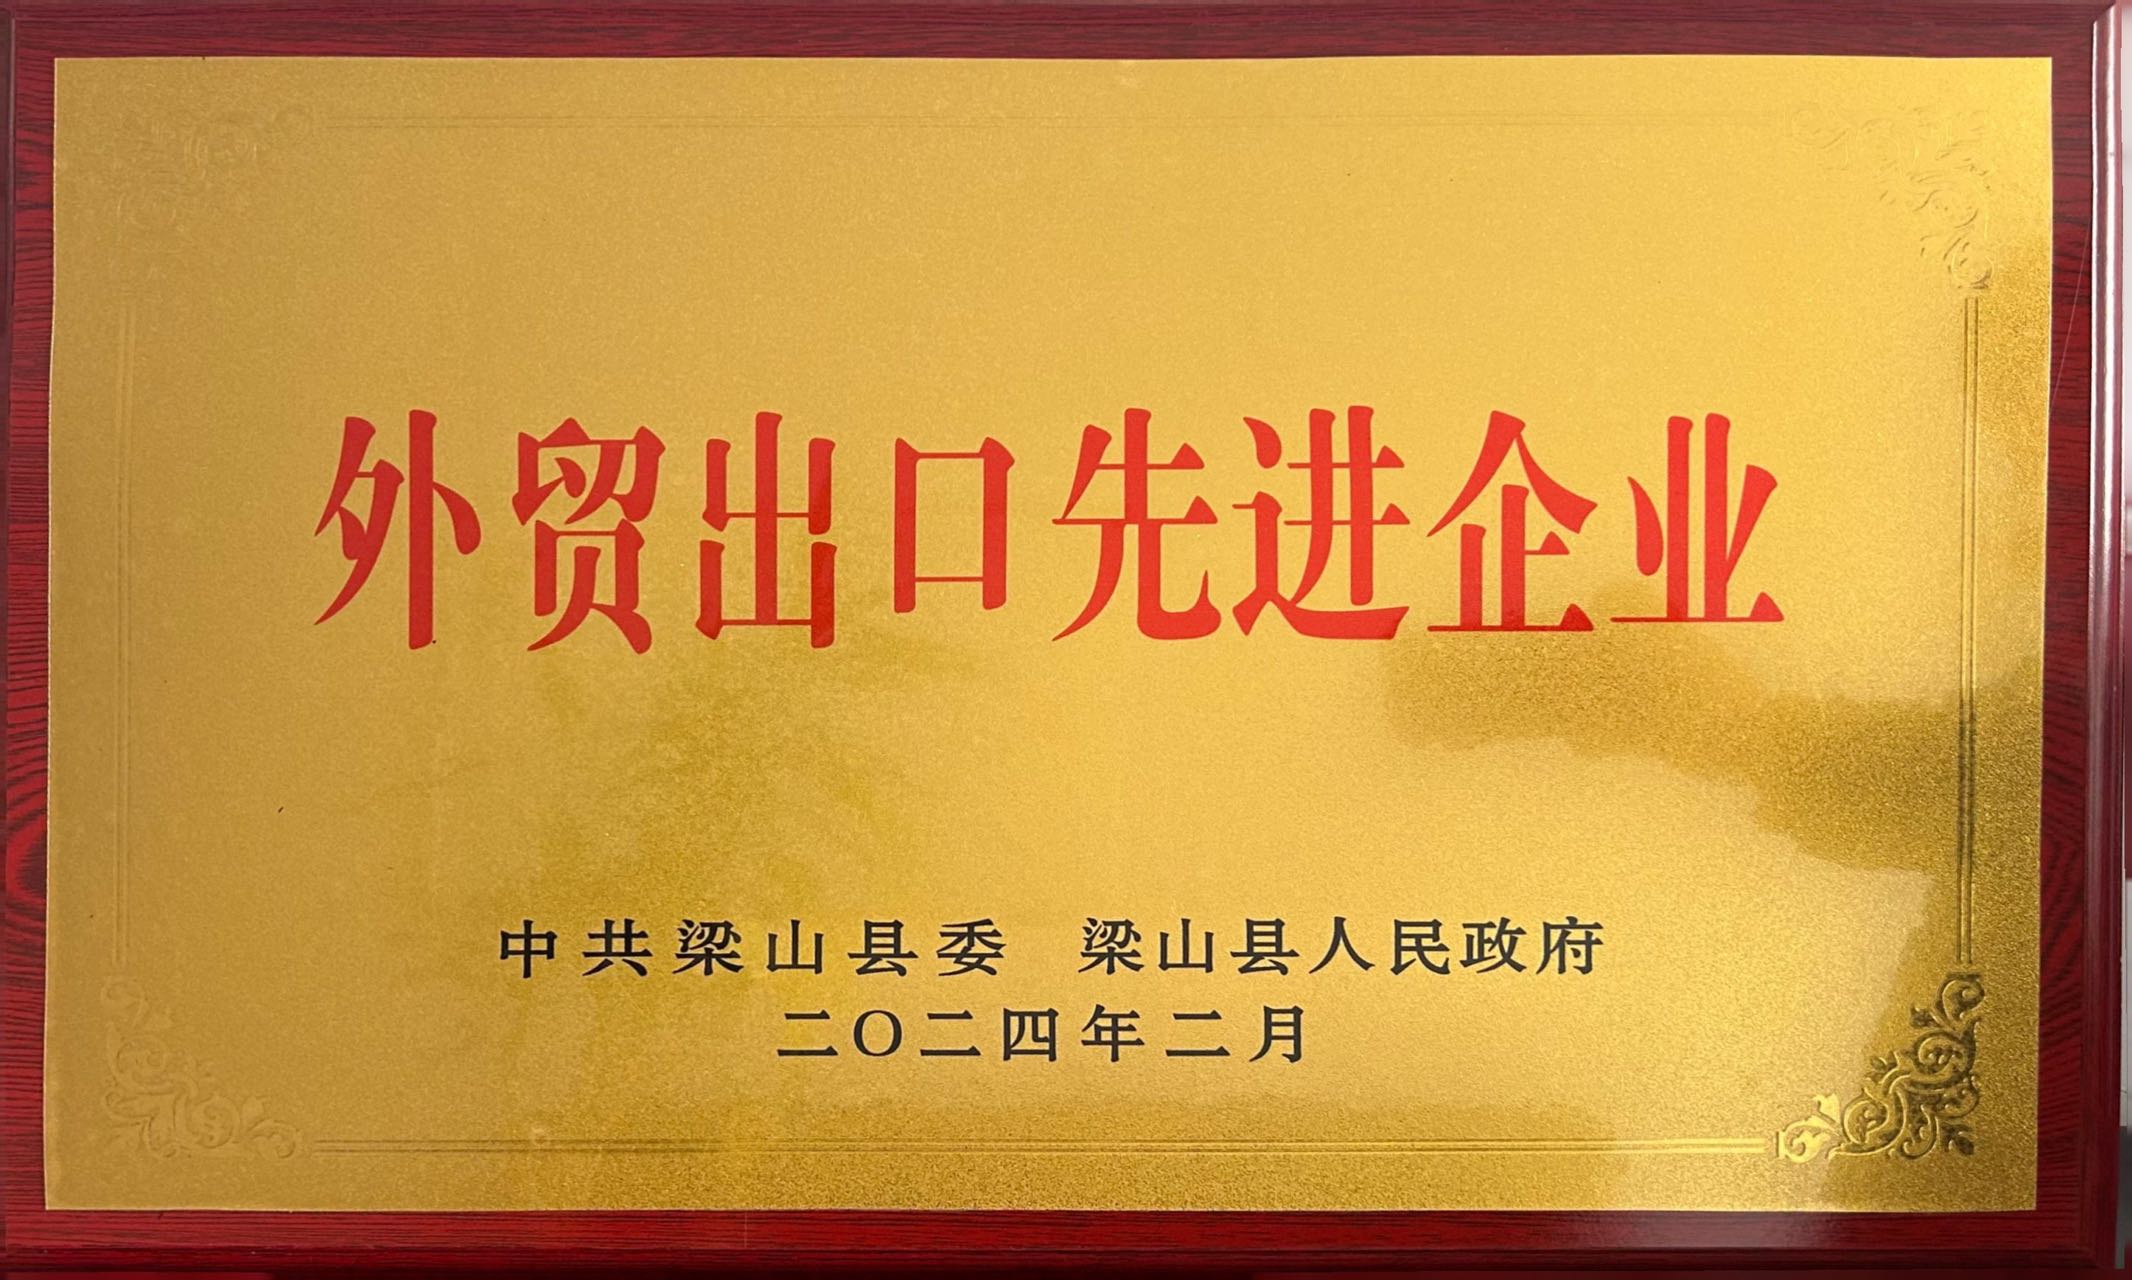 外贸出口先进企业
中共梁山县委 梁山县人民政府
二〇二四年二月